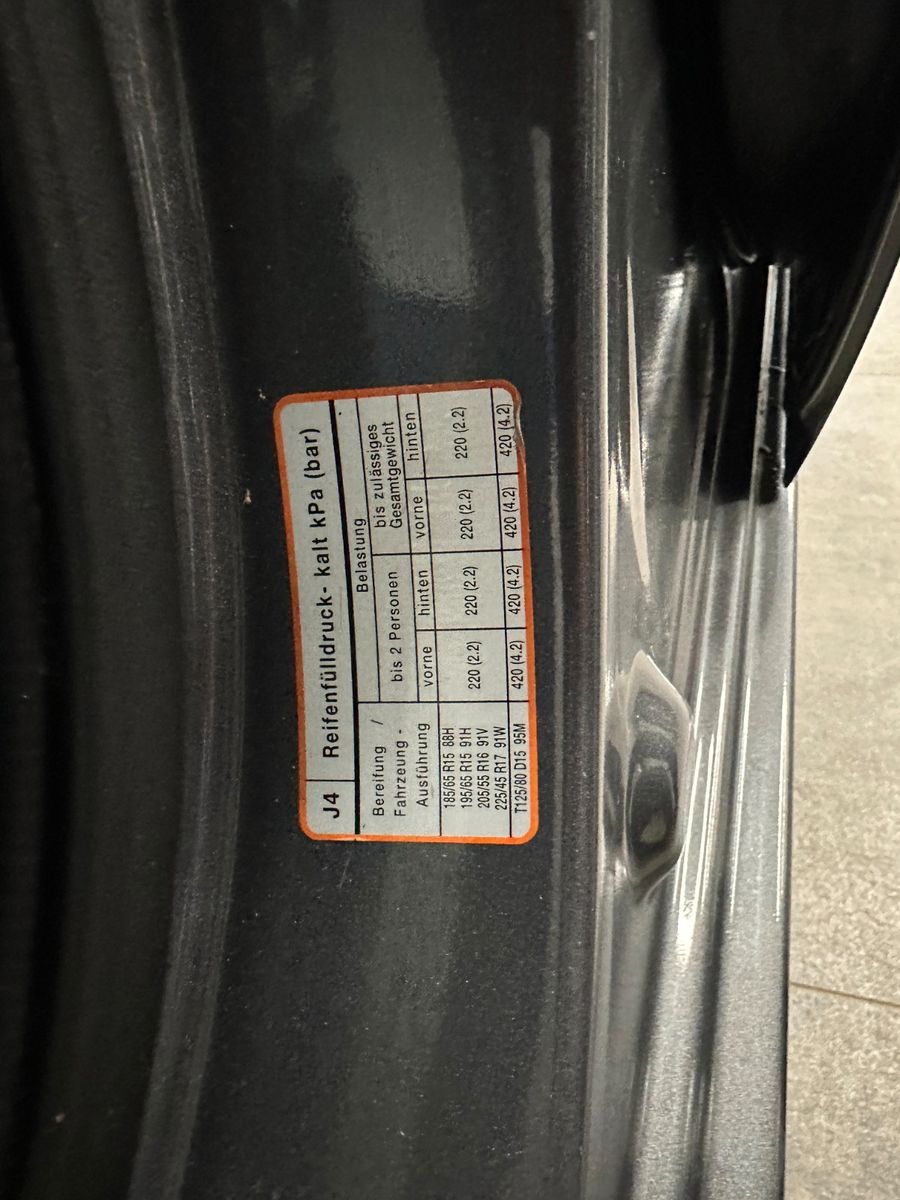 J4 Reifenfülldruck- kalt kPa (bar)
Bereifung / Fahrzeung - Ausführung
Belastung
bis 2 Personen
bis zulässiges Gesamtgewicht
vorne hinten vorne hinten
185/65 R15 88H
195/65 R15 91H
205/55 R16 91V
225/45 R17 91W
220 (2.2) 220 (2.2) 220 (2.2) 220 (2.2)
T125/80 D15 95M 420 (4.2) 420 (4.2) 420 (4.2) 420 (4.2)